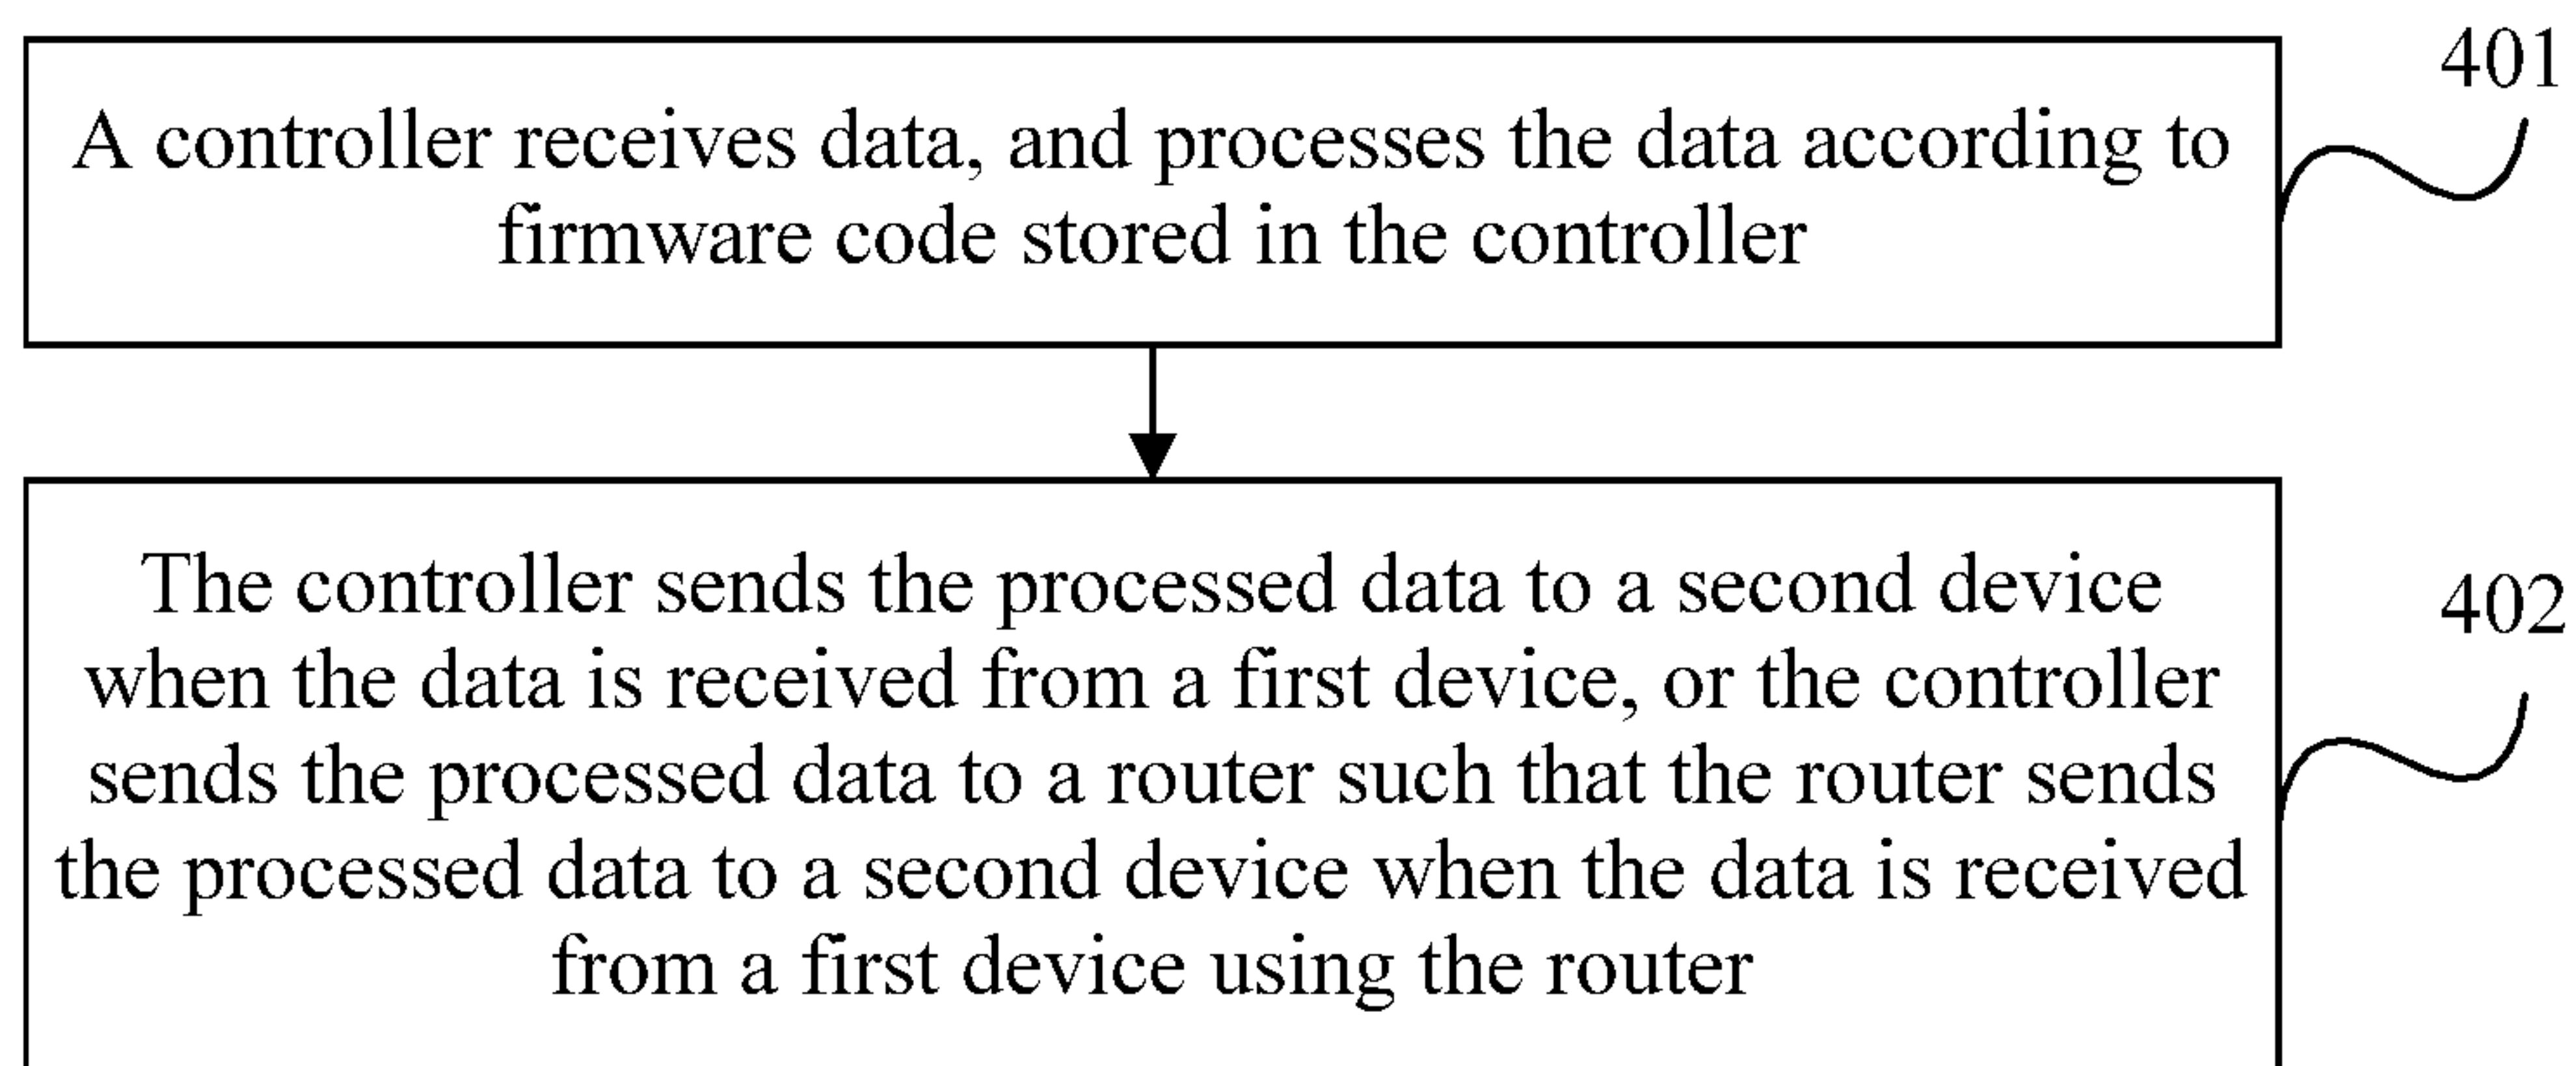 A controller receives data, and processes the data according to
firmware code stored in the controller
401
The controller sends the processed data to a second device
when the data is received from a first device, or the controller
sends the processed data to a router such that the router sends
the processed data to a second device when the data is received
from a first device using the router
402